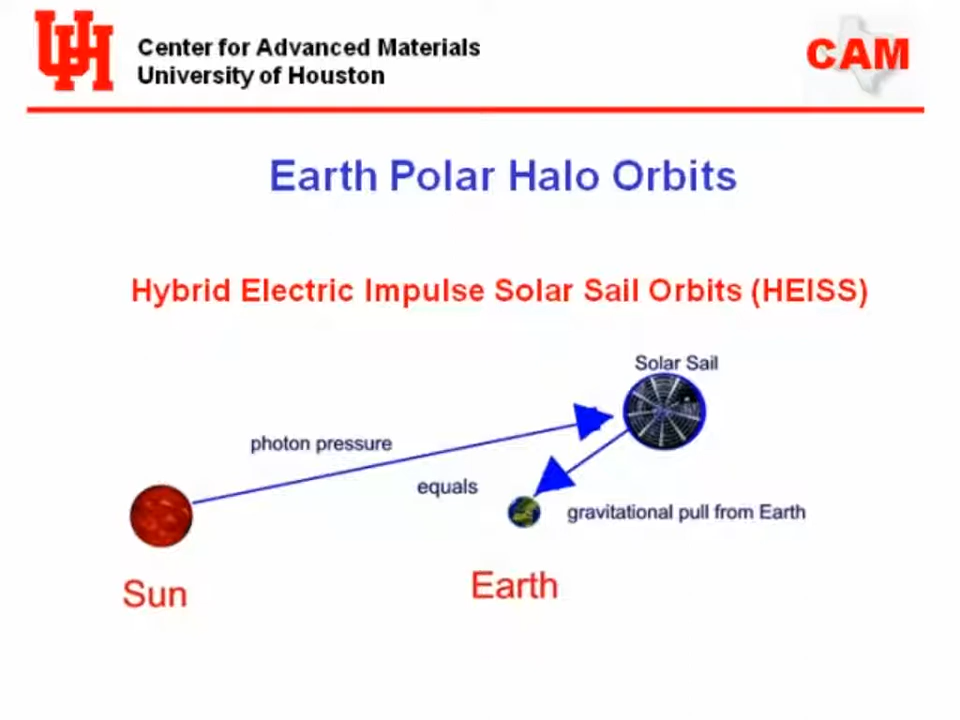 UH
Center for Advanced Materials
University of Houston
CAM
Earth Polar Halo Orbits
Hybrid Electric Impulse Solar Sail Orbits (HEISS)
Solar Sail
photon pressure
equals
gravitational pull from Earth
Sun
Earth